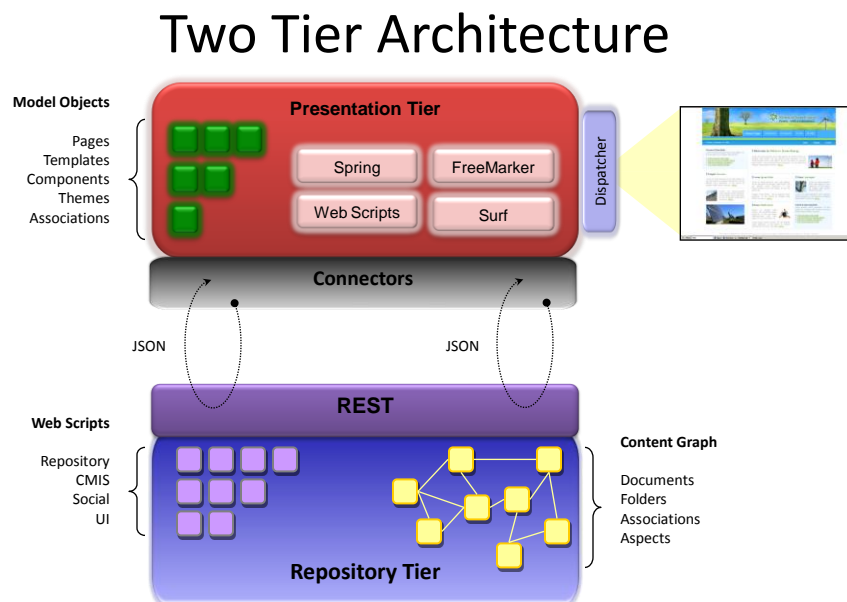 Two Tier Architecture
Model Objects
Pages
Templates
Components
Themes
Associations
Presentation Tier
Spring
FreeMarker
Web Scripts
Surf
Dispatcher
Connectors
JSON
JSON
REST
Web Scripts
Repository
CMIS
Social
UI
Content Graph
Documents
Folders
Associations
Aspects
Repository Tier